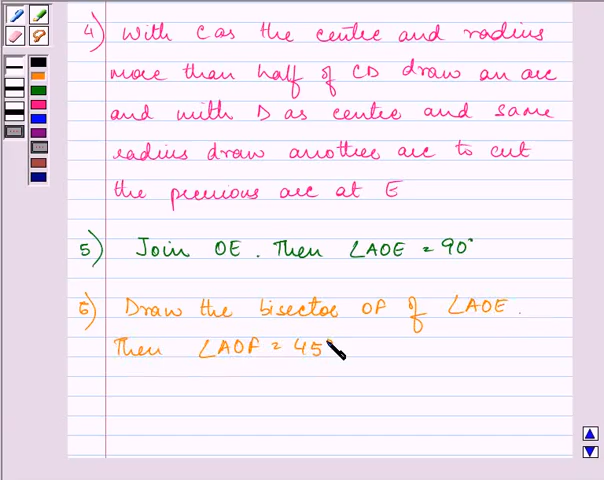 4) With C as the centre and radius
more than half of CD draw an arc
and with D as centre and same
radius draw another arc to cut
the previous arc at E
5) Join OE. Then ∠AOE = 90°
6) Draw the bisector OF of ∠AOE.
Then ∠AOF = 45